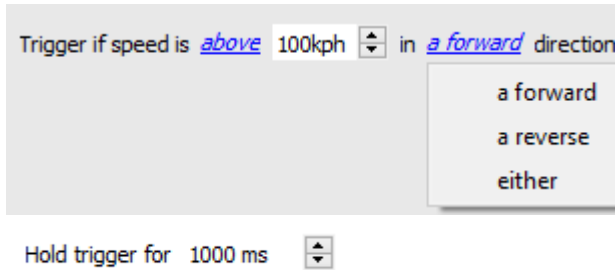 Trigger if speed is above 100kph in a forward direction
a forward
a reverse
either
Hold trigger for 1000 ms